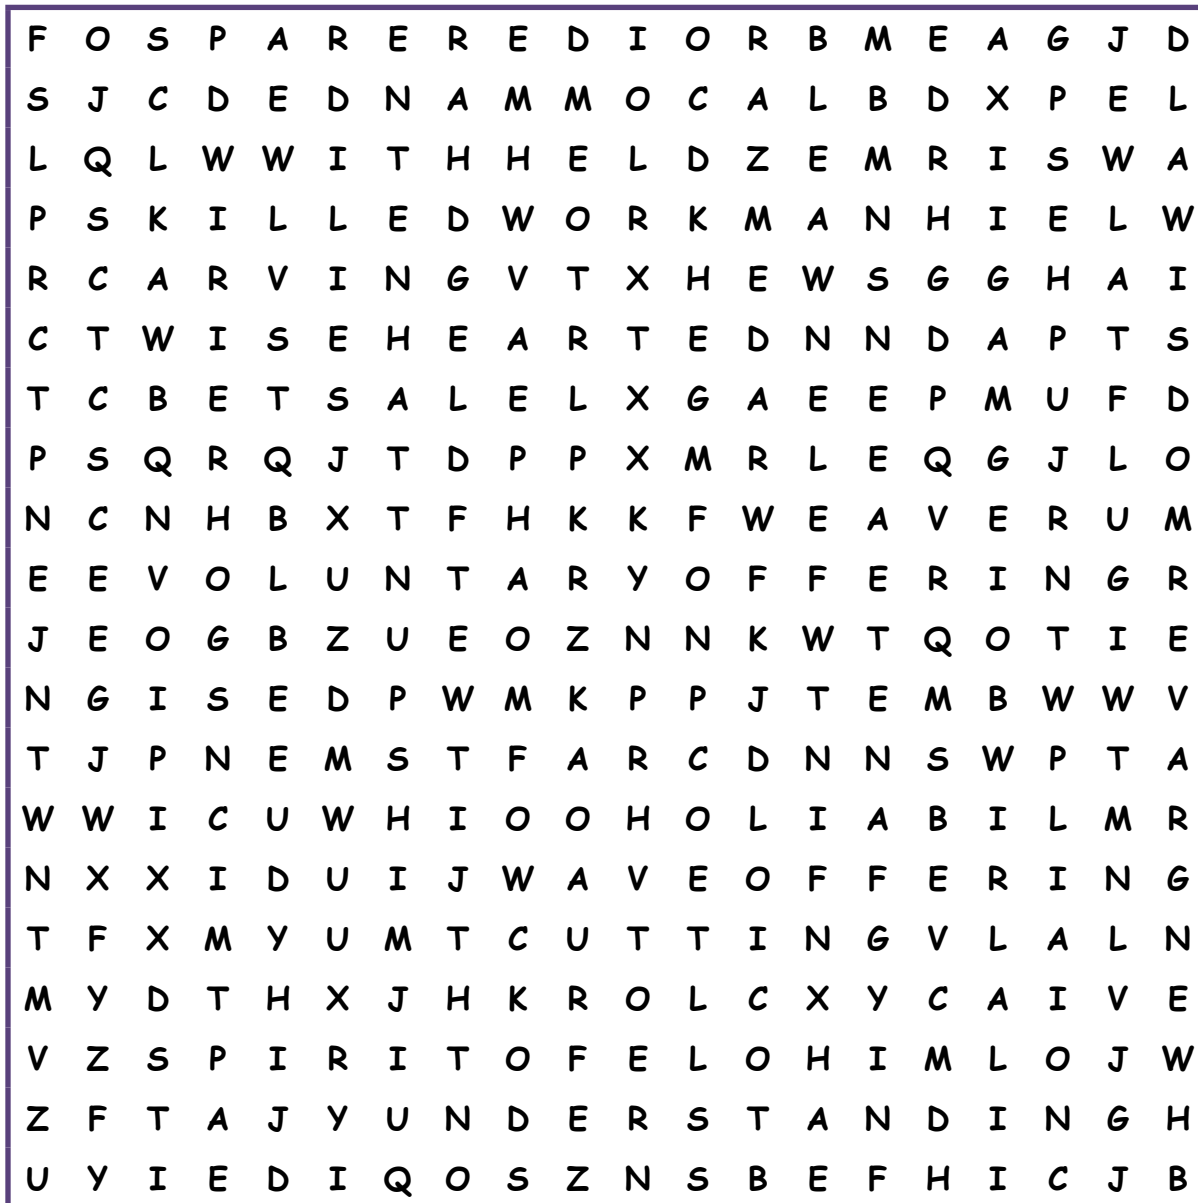 F O S P A R E R E D I O R B M E A G J D
S J C D E D N A M M O C A L B D X P E L
L Q L W W I T H H E L D Z E M R I S W A
P S K I L L E D W O R K M A N H I E L W
R C A R V I N G V T X H E W S G G H A I
C T W I S E H E A R T E D N N D A P T S
T C B E T S A L E L X G A E E P M U F D
P S Q R Q J T D P P X M R L E Q G J L O
N C N H B X T F H K K F W E A V E R U M
E E V O L U N T A R Y O F F E R I N G R
J E O G B Z U E O Z N N K W T Q O T I E
N G I S E D P W M K P P J T E M B W W V
T J P N E M S T F A R C D N N S W P T A
W W I C U W H I O O H O L I A B I L M R
N X X I D U I J W A V E O F F E R I N G
T F X M Y U M T C U T T I N G V L A L N
M Y D T H X J H K R O L C X Y C A I V E
V Z S P I R I T O F E L O H I M L O J W
Z F T A J Y U N D E R S T A N D I N G H
U Y I E D I Q O S Z N S B E F H I C J B